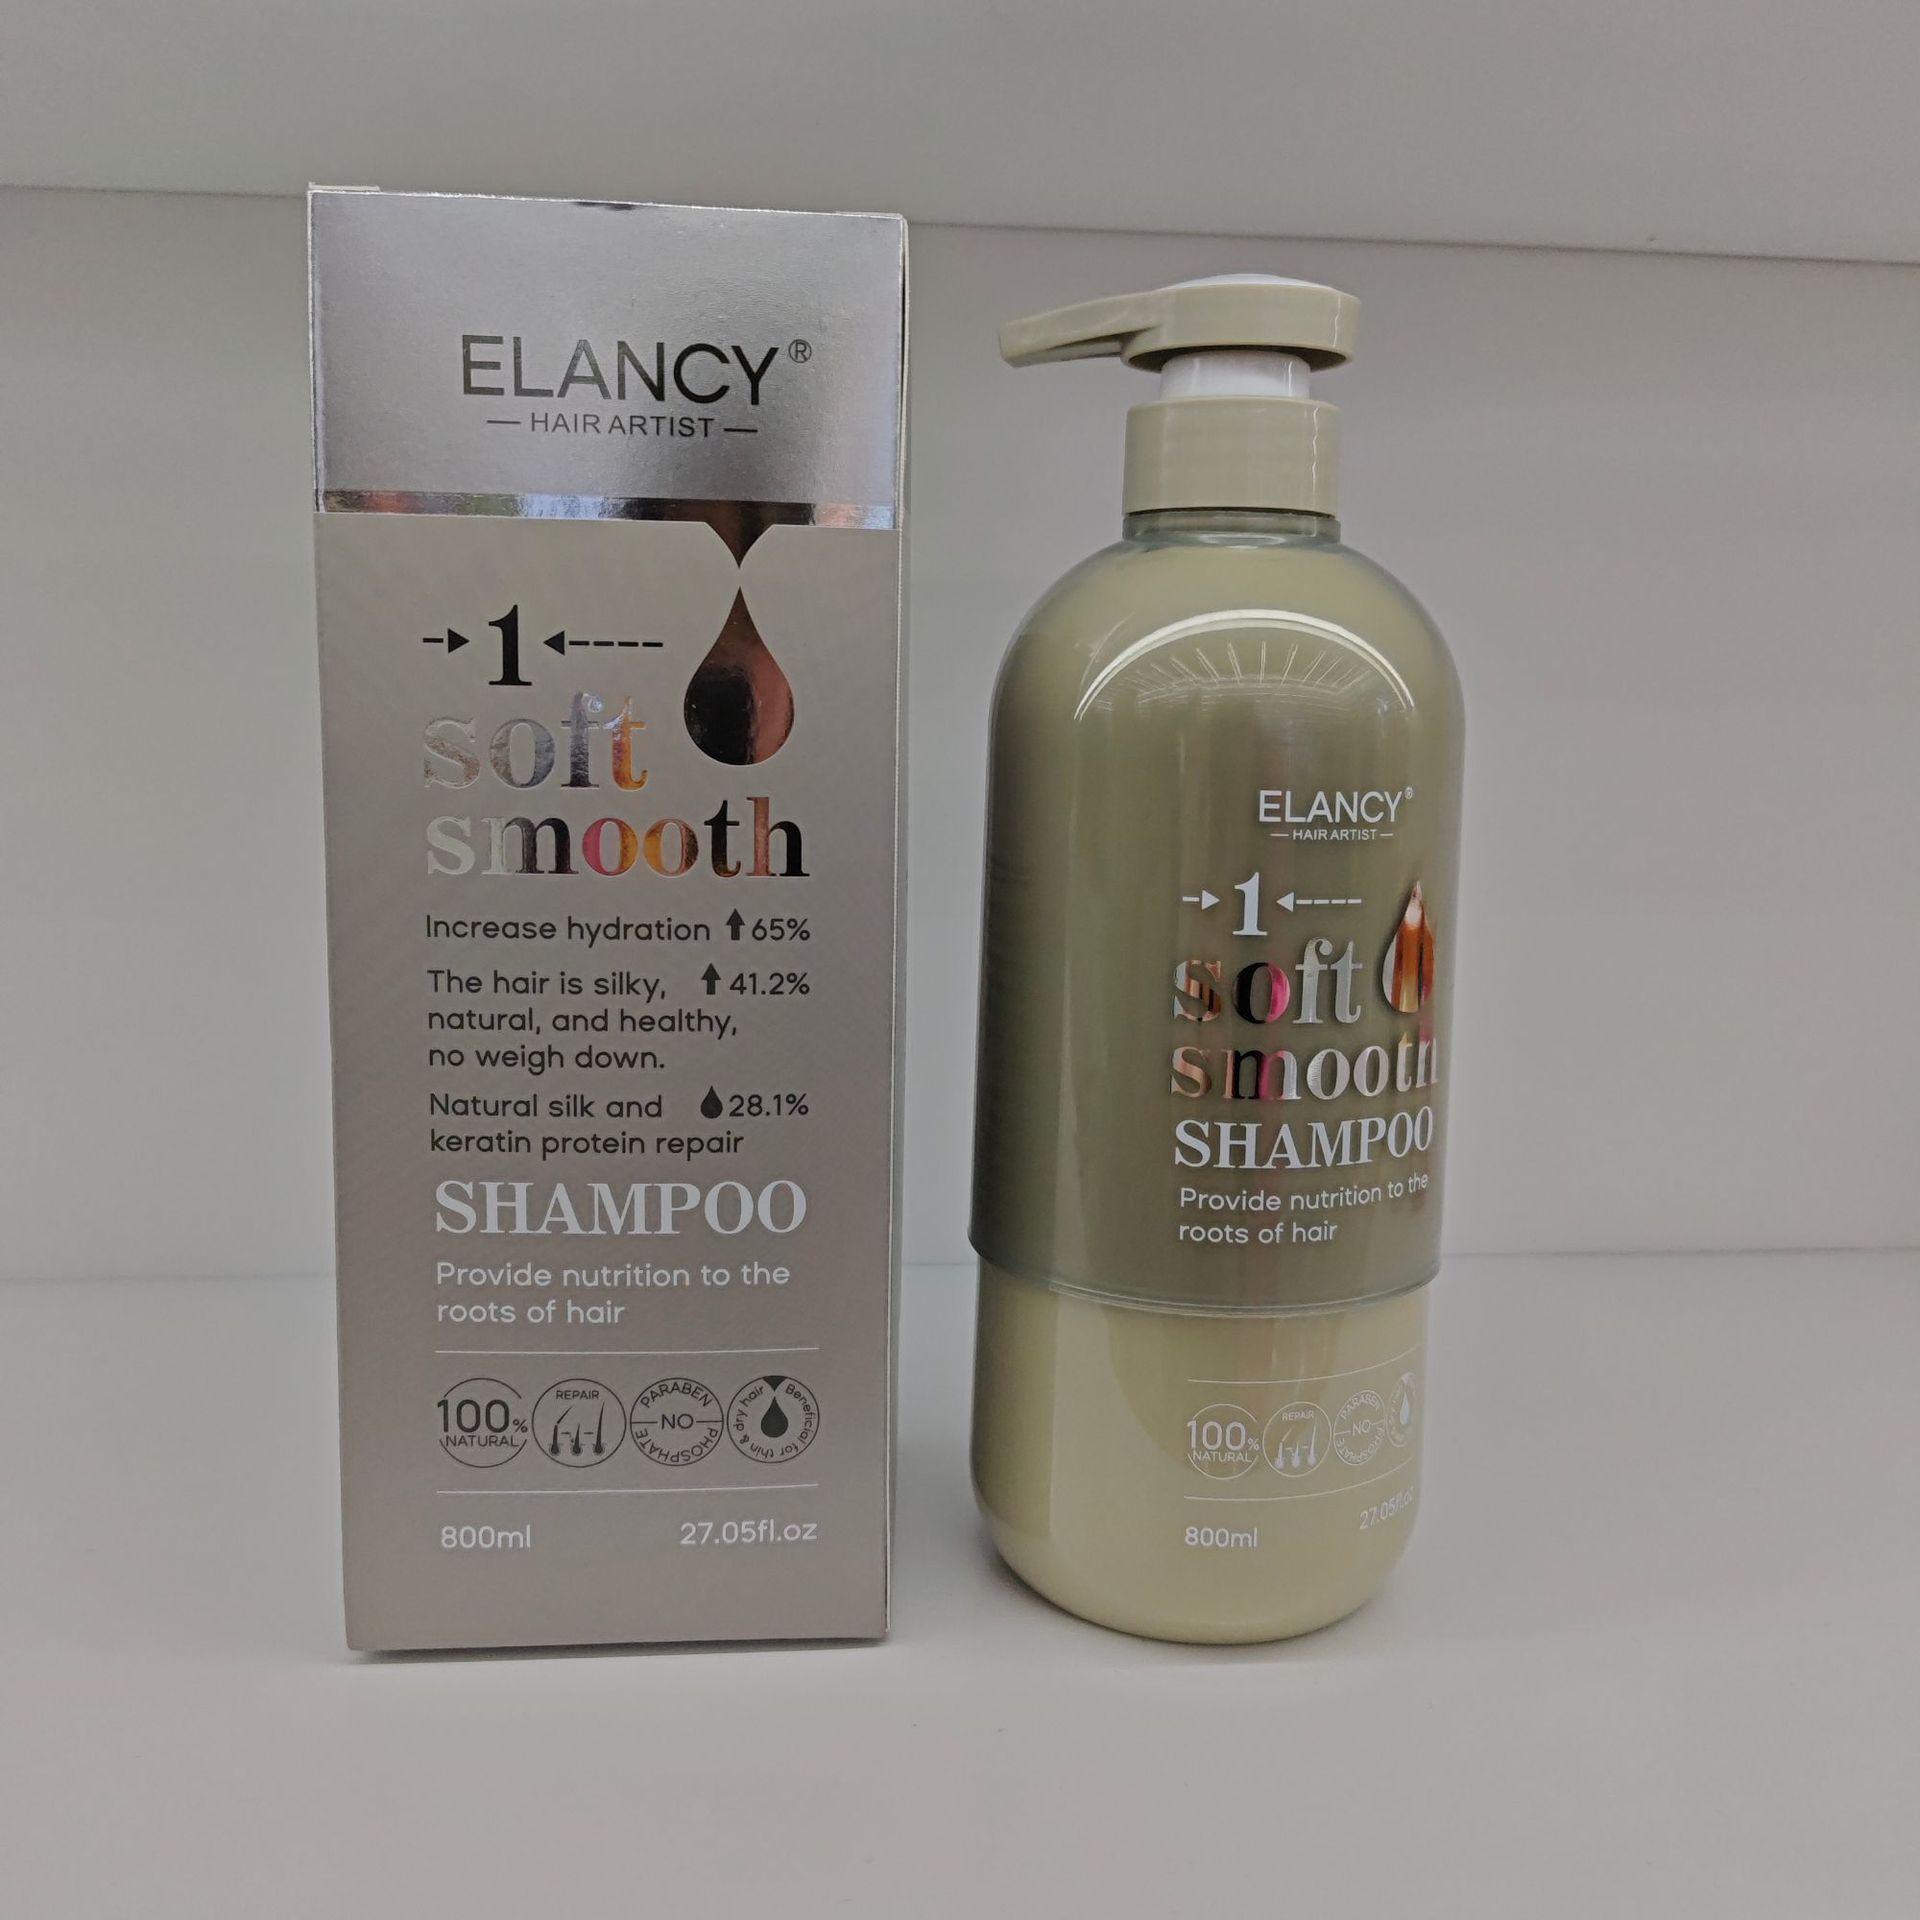 ELANCY®
— HAIR ARTIST —
1
soft
smooth
Increase hydration 65%
The hair is silky, 41.2%
natural, and healthy,
no weigh down.
Natural silk and 28.1%
keratin protein repair
SHAMPOO
Provide nutrition to the
roots of hair
100%
NATURAL
REPAIR
PARABEN
NO
PHOSPHATE
Beneficial for thin & dry hair
800ml 27.05fl.oz
ELANCY®
— HAIR ARTIST —
1
soft
smooth
SHAMPOO
Provide nutrition to the
roots of hair
100%
NATURAL
REPAIR
PARABEN
NO
PHOSPHATE
800ml 27.05fl.oz